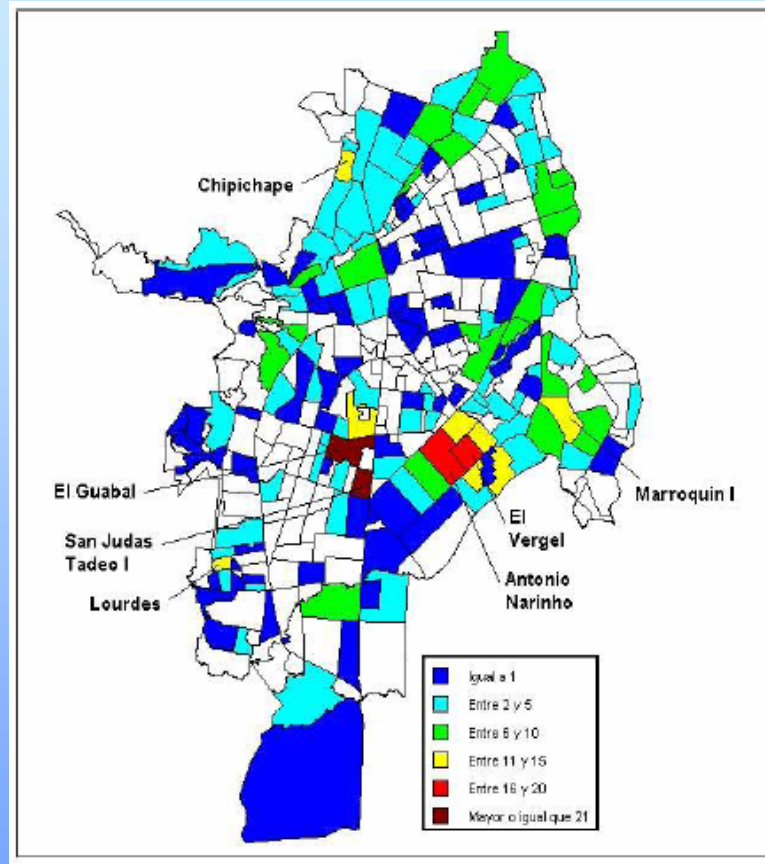 Chipichape
El Guabal
San Judas
Tadeo I
Lourdes
Marroquin I
El
Vergel
Antonio
Narinho
Igual a 1
Entre 2 y 5
Entre 6 y 10
Entre 11 y 15
Entre 16 y 20
Mayor o igual que 21